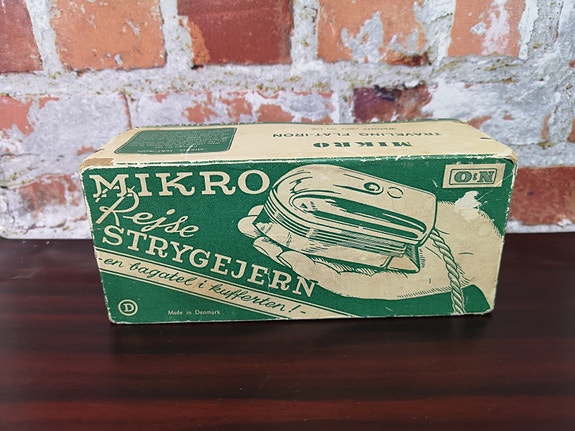 MIKRO
TRAVELING FLAT-IRON
MIKRO
Rejse
STRYGEJERN
-en bagatel i kufferten!-
O:N
D
Made in Denmark